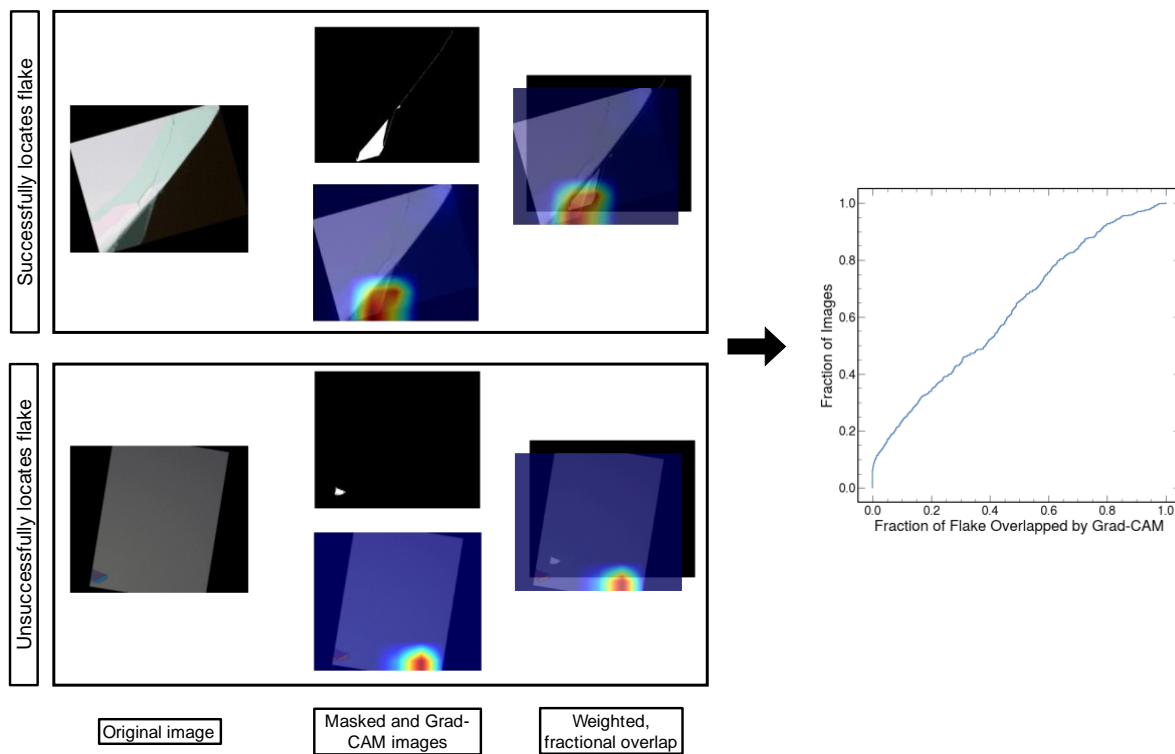 Successfully locates flake
Unsuccessfully locates flake
Original image
Masked and Grad-
CAM images
Weighted,
fractional overlap
Fraction of Images
1.0
0.8
0.6
0.4
0.2
0.0
0.0 0.2 0.4 0.6 0.8 1.0
Fraction of Flake Overlapped by Grad-CAM